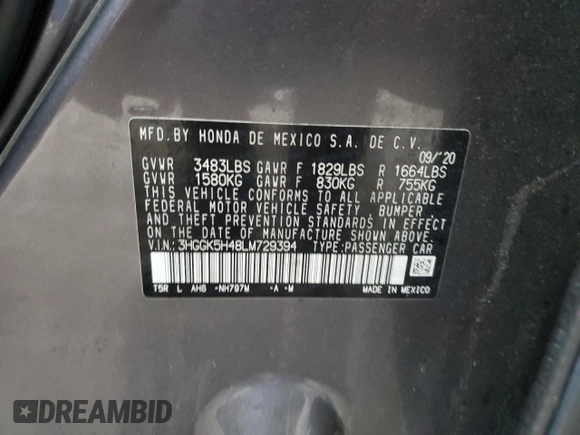 MFD.BY HONDA DE MEXICO S.A. DE C.V.
09/'20
GVWR 3483LBS GAWR F 1829LBS R 1664LBS
GVWR 1580KG GAWR F 830KG R 755KG
THIS VEHICLE CONFORMS TO ALL APPLICABLE
FEDERAL MOTOR VEHICLE SAFETY, BUMPER,
AND THEFT PREVENTION STANDARDS IN EFFECT ON
THE DATE OF MANUFACTURE SHOWN ABOVE.
V.I.N: 3HGGK5H48LM729394 TYPE:PASSENGER CAR
T5R L AH6 -NH797M -A -M MADE IN MEXICO
DREAMBID